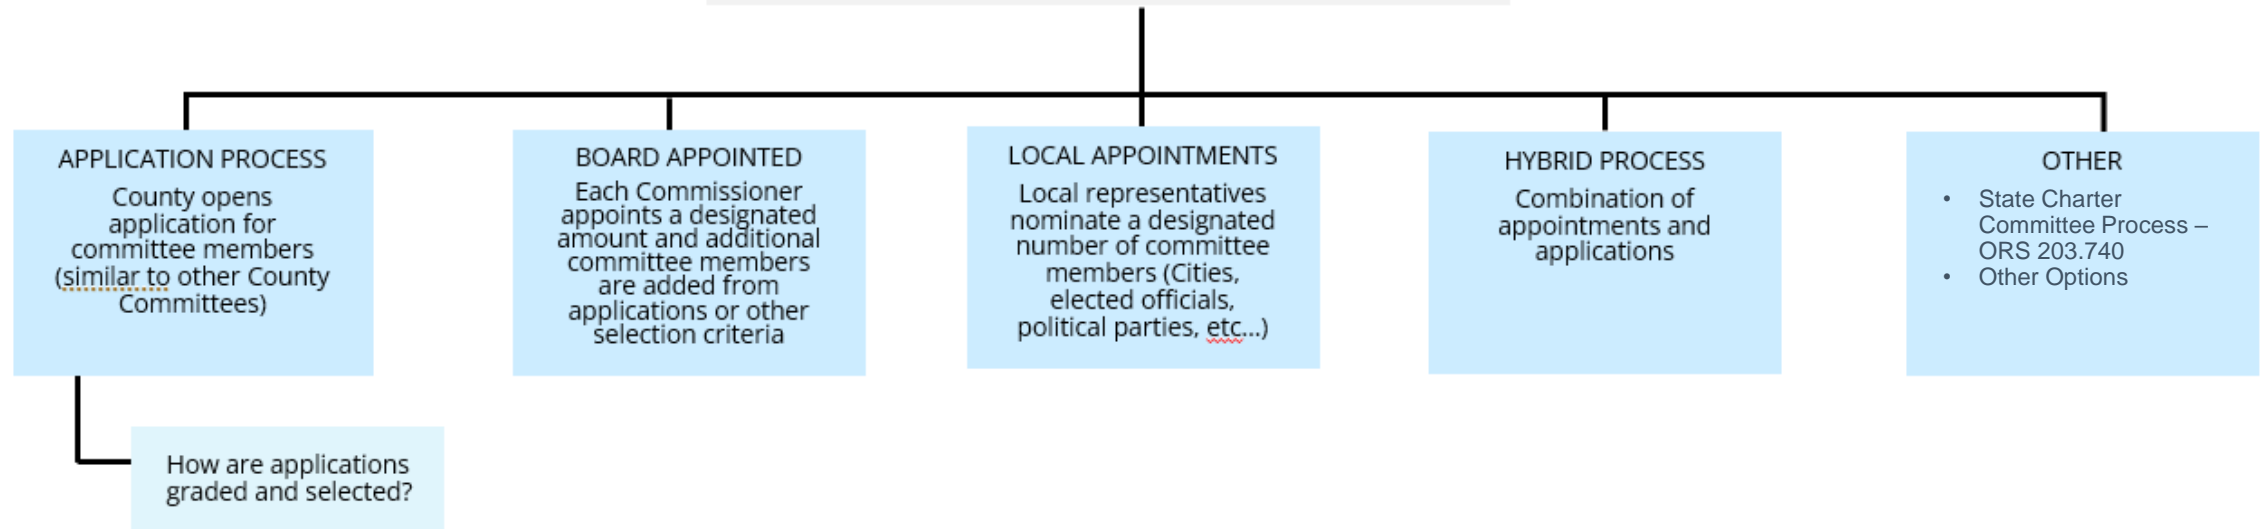 APPLICATION PROCESS
County opens
application for
committee members
(similar to other County
Committees)
How are applications
graded and selected?
BOARD APPOINTED
Each Commissioner
appoints a designated
amount and additional
committee members
are added from
applications or other
selection criteria
LOCAL APPOINTMENTS
Local representatives
nominate a designated
number of committee
members (Cities,
elected officials,
political parties, etc...)
HYBRID PROCESS
Combination of
appointments and
applications
OTHER
• State Charter
Committee Process –
ORS 203.740
• Other Options